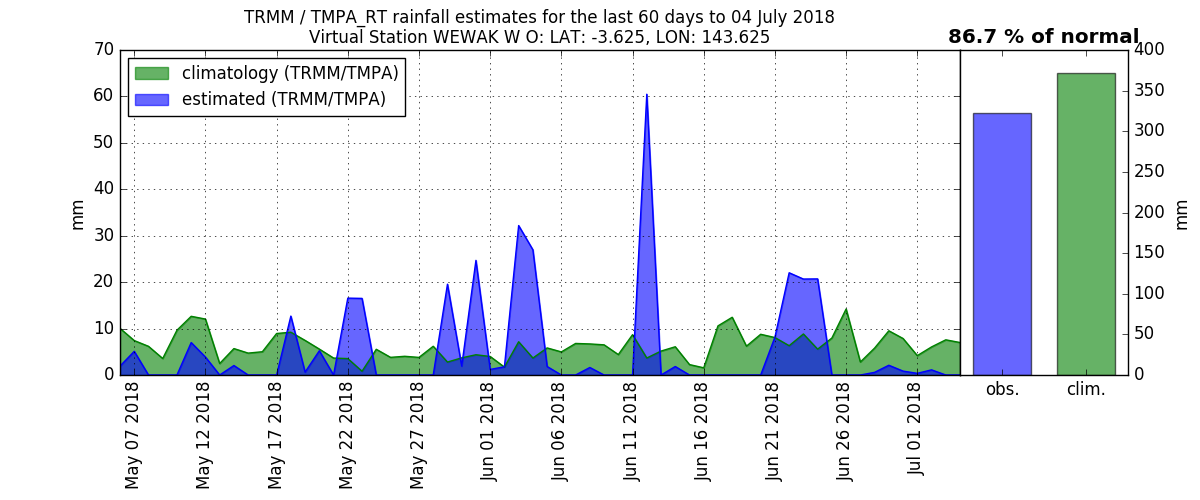 TRMM / TMPA_RT rainfall estimates for the last 60 days to 04 July 2018
Virtual Station WEWAK W O: LAT: -3.625, LON: 143.625
86.7 % of normal
climatology (TRMM/TMPA)
estimated (TRMM/TMPA)
70
60
50
40
30
20
10
0
mm
May 07 2018
May 12 2018
May 17 2018
May 22 2018
May 27 2018
Jun 01 2018
Jun 06 2018
Jun 11 2018
Jun 16 2018
Jun 21 2018
Jun 26 2018
Jul 01 2018
obs.
clim.
400
350
300
250
200
150
100
50
0
mm